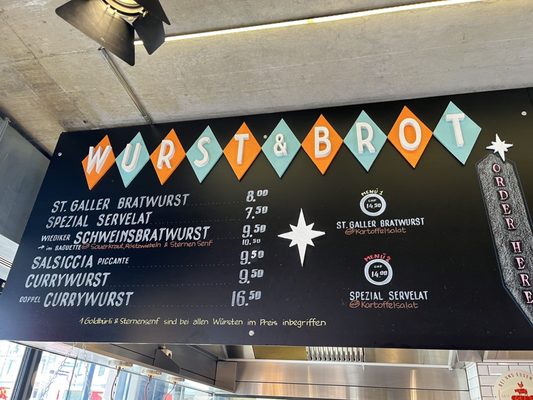 WURST & BROT
ST. GALLER BRATWURST 8.00
SPEZIAL SERVELAT 7.50
WIEDIKER SCHWEINSBRATWURST 9.50
→ im BAGUETTE @ Sauerkraut, Röstzwiebeln & Sternensenf 10.50
SALSICCIA PICCANTE 9.50
CURRYWURST 9.50
DOPPEL CURRYWURST 16.50
1 Goldbürli & Sternensenf sind bei allen Würsten im Preis inbegriffen
MENÜ 1
CHF
14.50
ST. GALLER BRATWURST
@Kartoffelsalat
MENÜ 2
CHF
14.00
SPEZIAL SERVELAT
@Kartoffelsalat
ORDER HERE